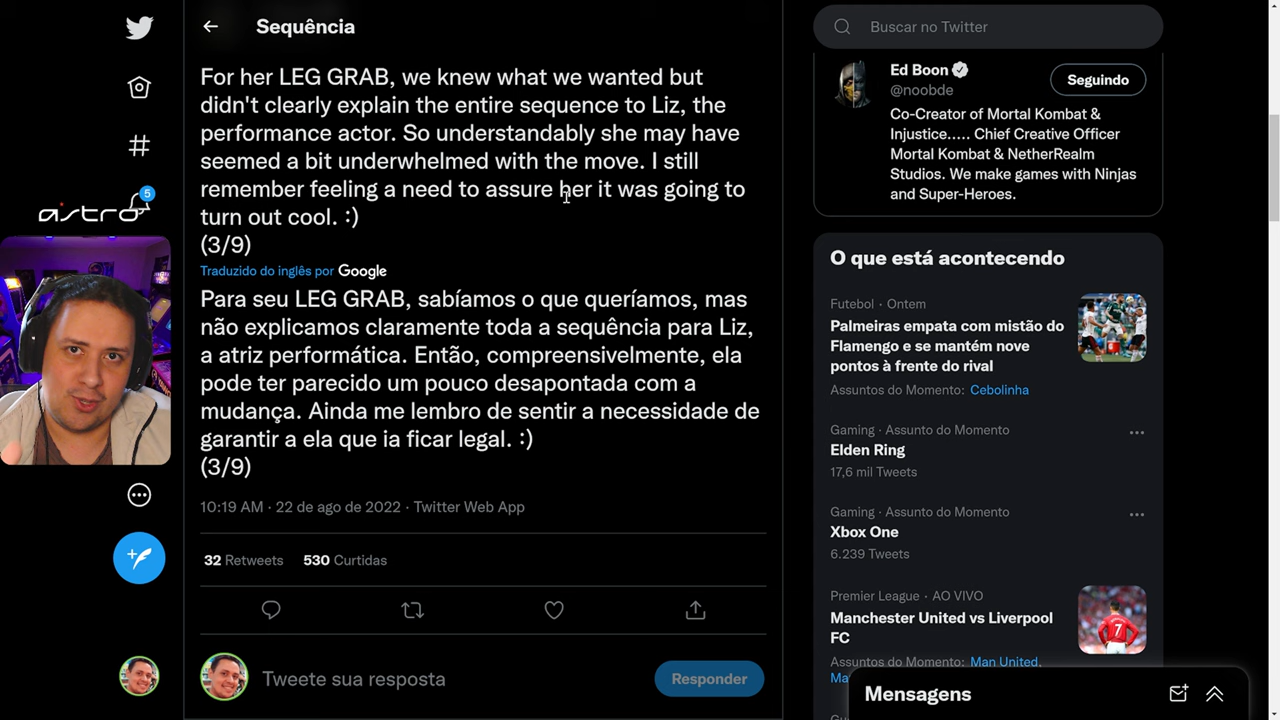 Sequência
For her LEG GRAB, we knew what we wanted but
didn't clearly explain the entire sequence to Liz, the
performance actor. So understandably she may have
seemed a bit underwhelmed with the move. I still
remember feeling a need to assure her it was going to
turn out cool. :)
(3/9)
Traduzido do inglês por Google
Para seu LEG GRAB, sabíamos o que queríamos, mas
não explicamos claramente toda a sequência para Liz,
a atriz performática. Então, compreensivelmente, ela
pode ter parecido um pouco desapontada com a
mudança. Ainda me lembro de sentir a necessidade de
garantir a ela que ia ficar legal. :)
(3/9)
10:19 AM · 22 de ago de 2022 · Twitter Web App
32 Retweets 530 Curtidas
Tweete sua resposta
Responder
5
astro
Buscar no Twitter
Ed Boon
@noobde
Seguindo
Co-Creator of Mortal Kombat &
Injustice..... Chief Creative Officer
Mortal Kombat & NetherRealm
Studios. We make games with Ninjas
and Super-Heroes.
O que está acontecendo
Futebol · Ontem
Palmeiras empata com mistão do
Flamengo e se mantém nove
pontos à frente do rival
Assuntos do Momento: Cebolinha
Gaming · Assunto do Momento
Elden Ring
17,6 mil Tweets
Gaming · Assunto do Momento
Xbox One
6.239 Tweets
Premier League · AO VIVO
Manchester United vs Liverpool
FC
7
Assuntos do Momento: Man United,
Mensagens